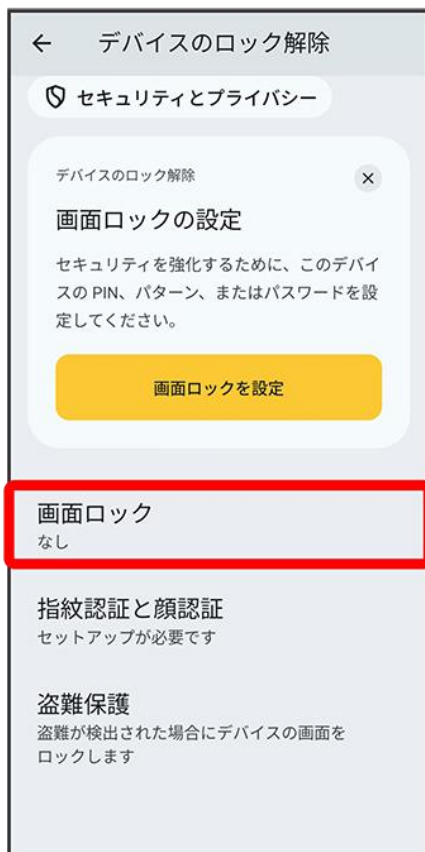 デバイスのロック解除
セキュリティとプライバシー
デバイスのロック解除
画面ロックの設定
セキュリティを強化するために、このデバイ
スの PIN、パターン、またはパスワードを設
定してください。
画面ロックを設定
画面ロック
なし
指紋認証と顔認証
セットアップが必要です
盗難保護
盗難が検出された場合にデバイスの画面を
ロックします